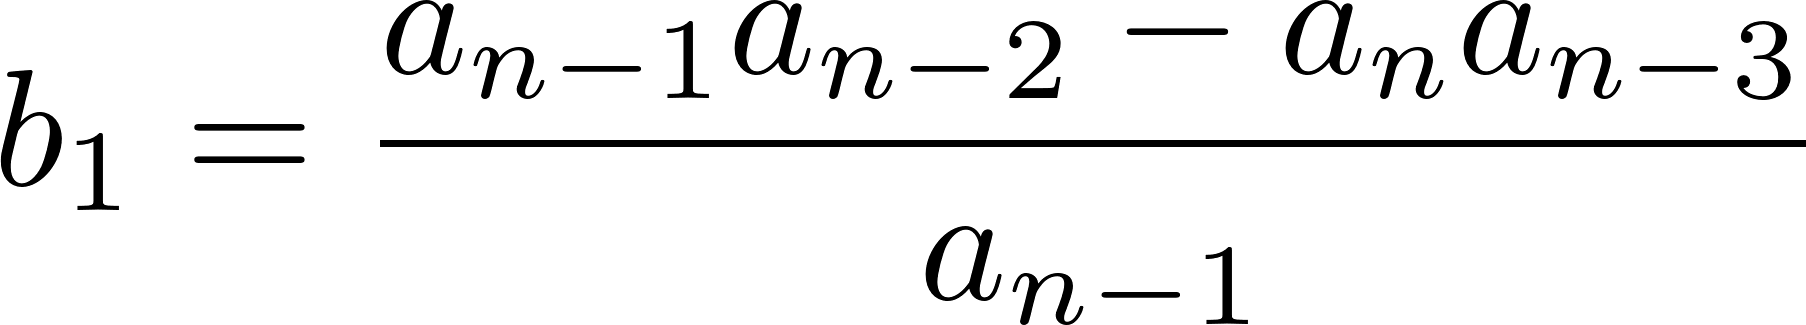 b_1 = \frac{a_{n-1}a_{n-2} - a_n a_{n-3}}{a_{n-1}}